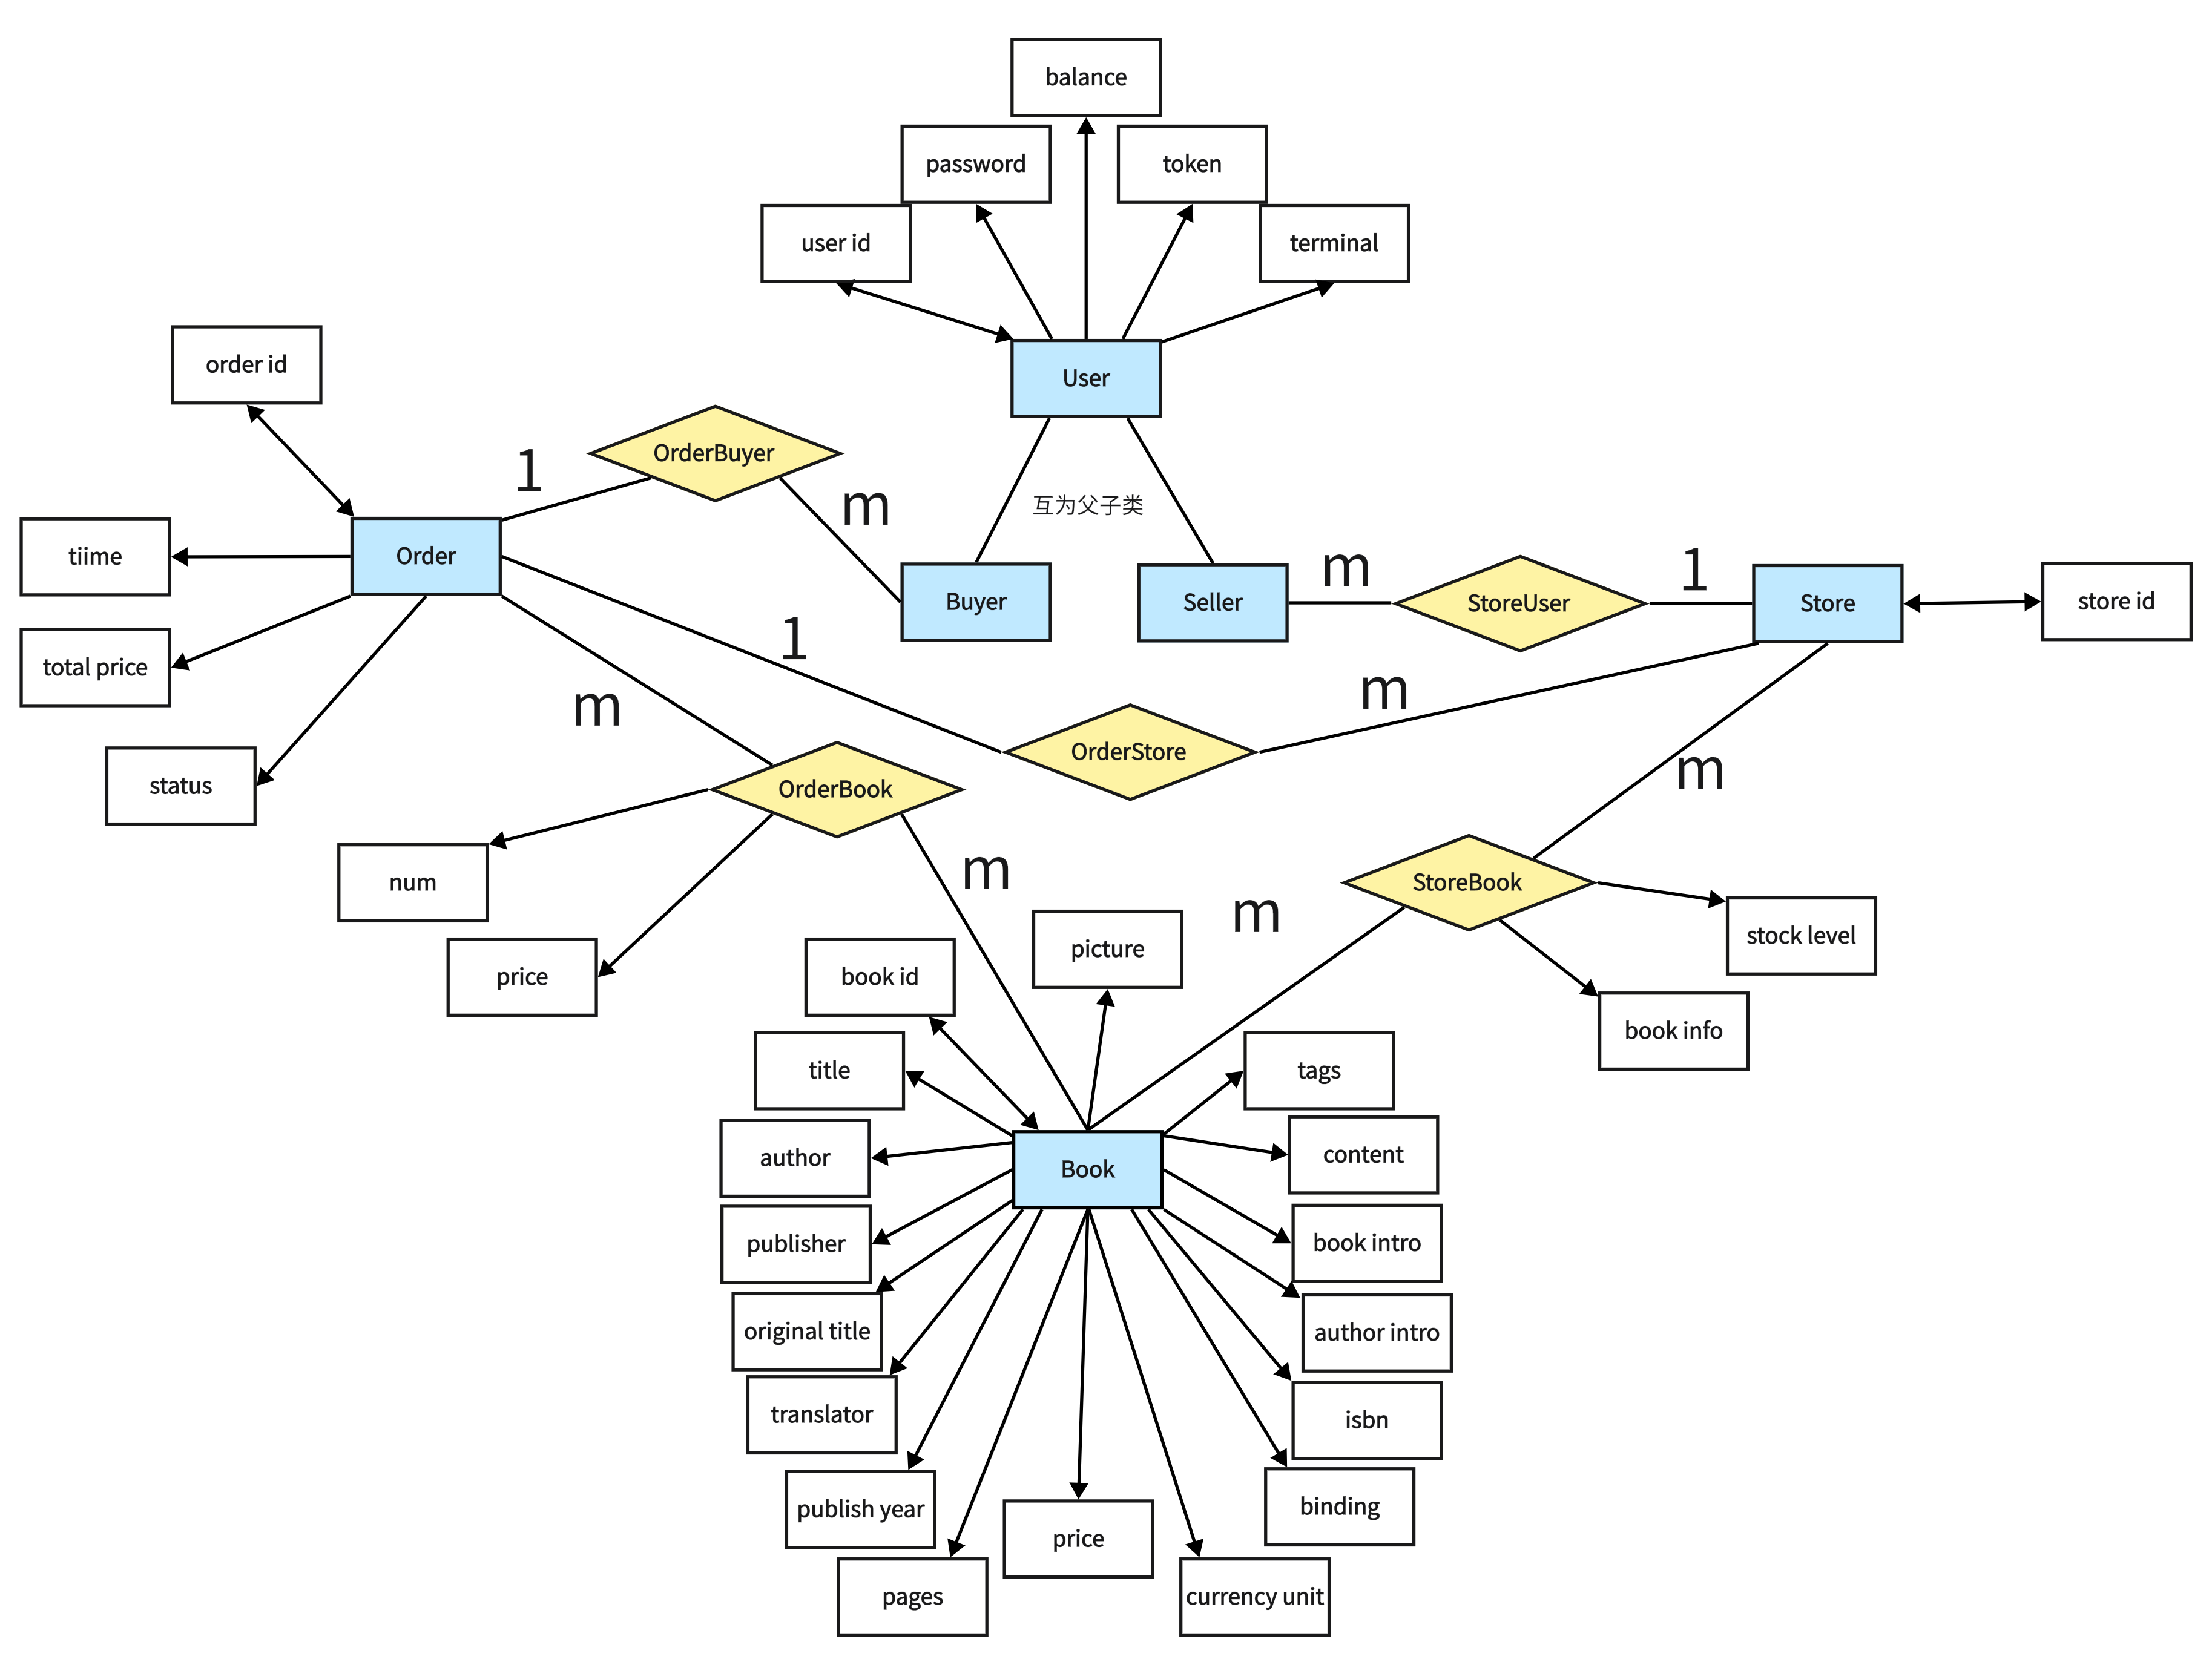 balance
password
token
user id
terminal
order id
User
OrderBuyer
1
m
互为父子类
tiime
Order
Buyer
Seller
m
StoreUser
1
Store
store id
total price
1
m
m
OrderStore
status
OrderBook
m
num
m
StoreBook
m
stock level
price
book id
picture
book info
title
tags
author
content
Book
publisher
book intro
original title
author intro
translator
isbn
publish year
binding
price
pages
currency unit